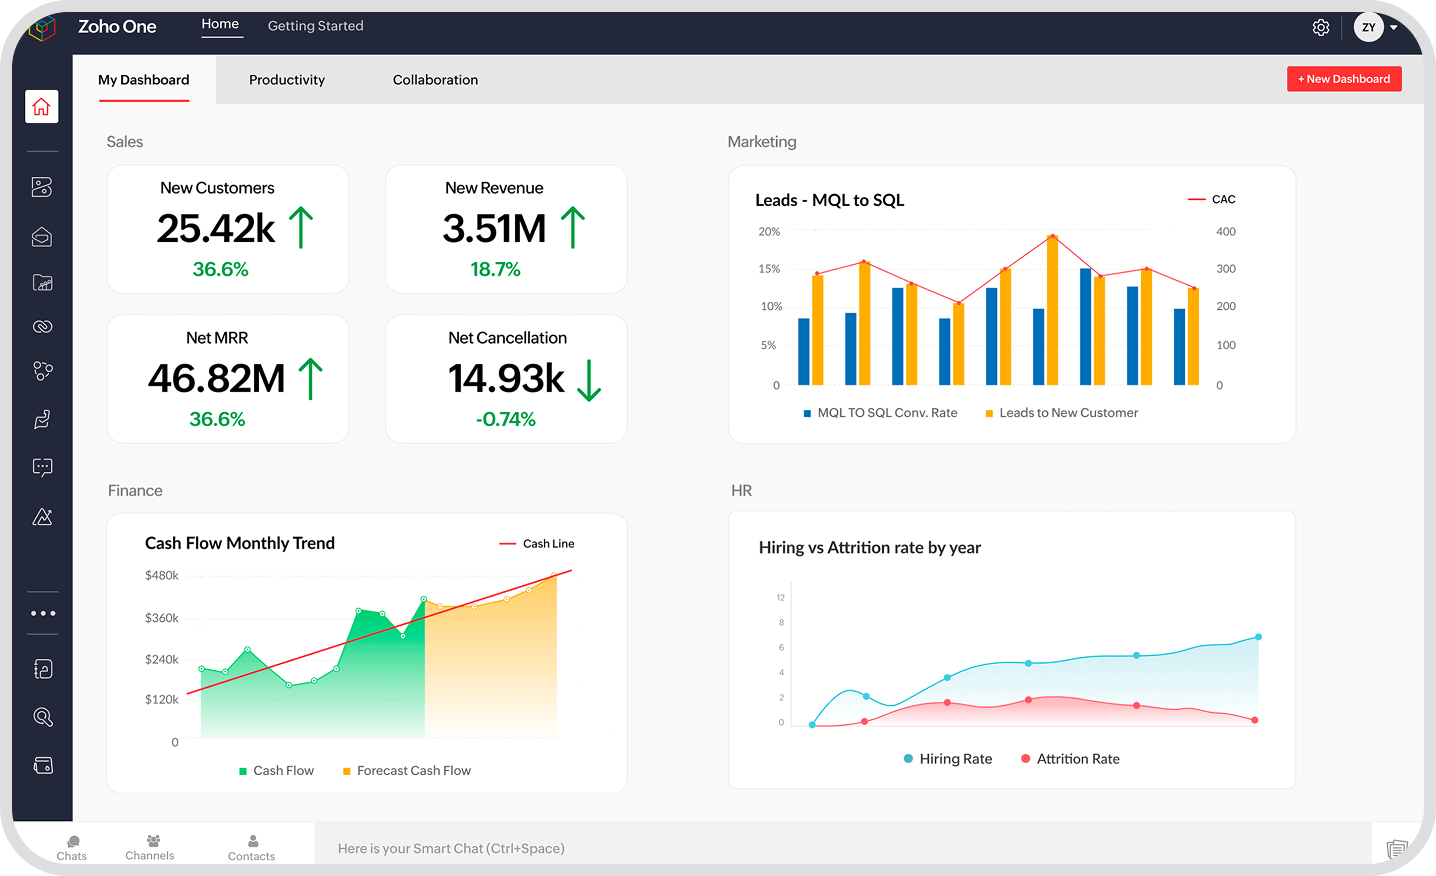 Zoho One
Home
Getting Started
ZY
My Dashboard
Productivity
Collaboration
+ New Dashboard
Sales
New Customers
25.42k
36.6%
New Revenue
3.51M
18.7%
Net MRR
46.82M
36.6%
Net Cancellation
14.93k
-0.74%
Marketing
Leads - MQL to SQL
CAC
20%
15%
10%
5%
0
400
300
200
100
0
MQL TO SQL Conv. Rate
Leads to New Customer
Finance
Cash Flow Monthly Trend
Cash Line
$480k
$360k
$240k
$120k
0
Cash Flow
Forecast Cash Flow
HR
Hiring vs Attrition rate by year
12
8
6
4
2
0
Hiring Rate
Attrition Rate
Chats
Channels
Contacts
Here is your Smart Chat (Ctrl+Space)